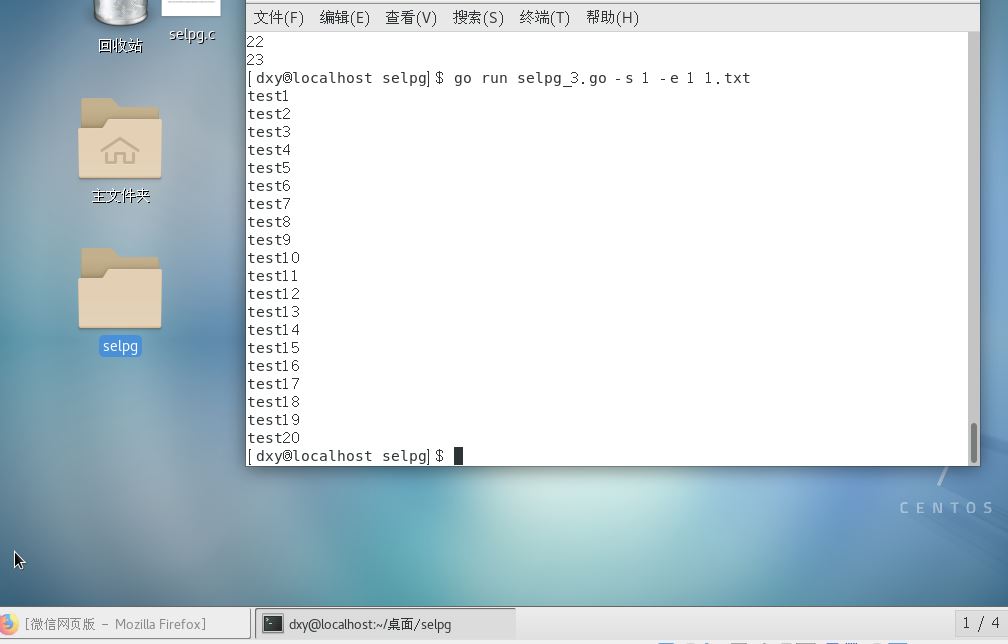 回收站
selpg.c
主文件夹
selpg
文件(F) 编辑(E) 查看(V) 搜索(S) 终端(T) 帮助(H)
22
23
[dxy@localhost selpg]$ go run selpg_3.go -s 1 -e 1 1.txt
test1
test2
test3
test4
test5
test6
test7
test8
test9
test10
test11
test12
test13
test14
test15
test16
test17
test18
test19
test20
[dxy@localhost selpg]$
7
CENTOS
[微信网页版 - Mozilla Firefox]
dxy@localhost:~/桌面/selpg
1 / 4